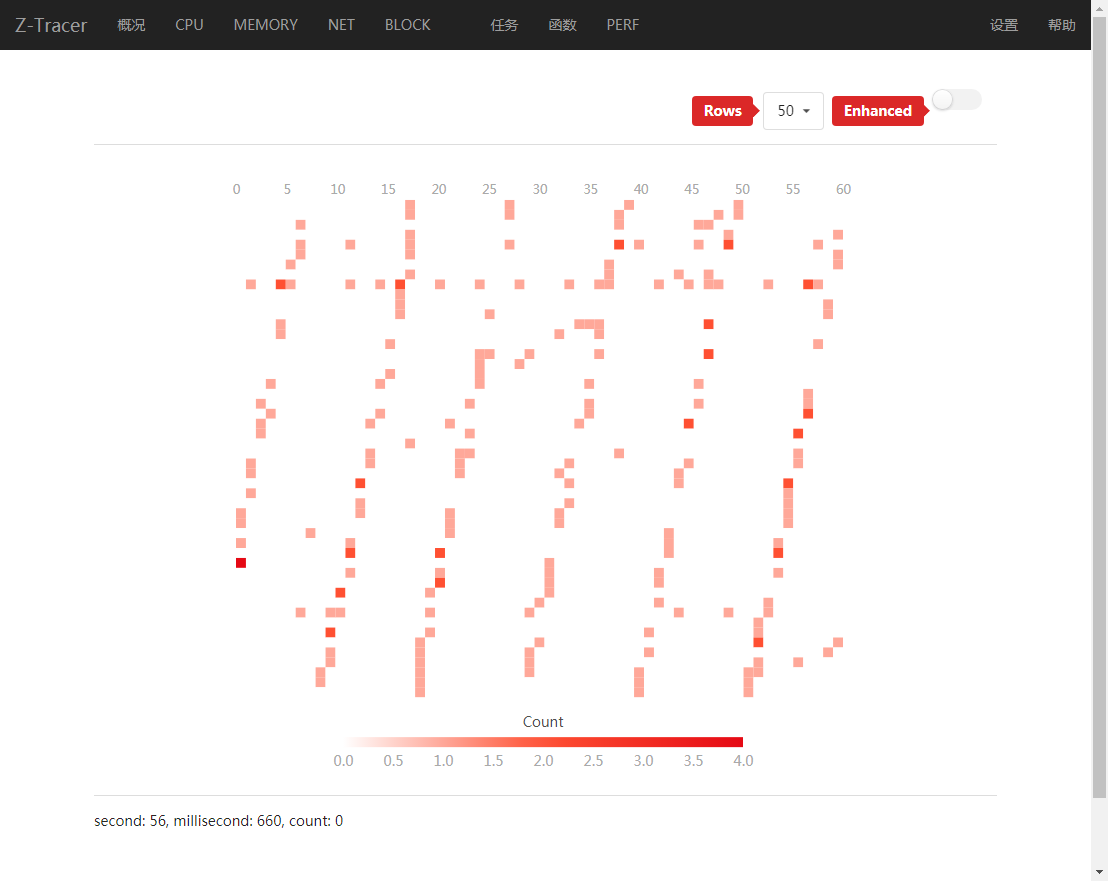 Z-Tracer 概况 CPU MEMORY NET BLOCK 任务 函数 PERF 设置 帮助
Rows 50 Enhanced
0 5 10 15 20 25 30 35 40 45 50 55 60
Count
0.0 0.5 1.0 1.5 2.0 2.5 3.0 3.5 4.0
second: 56, millisecond: 660, count: 0